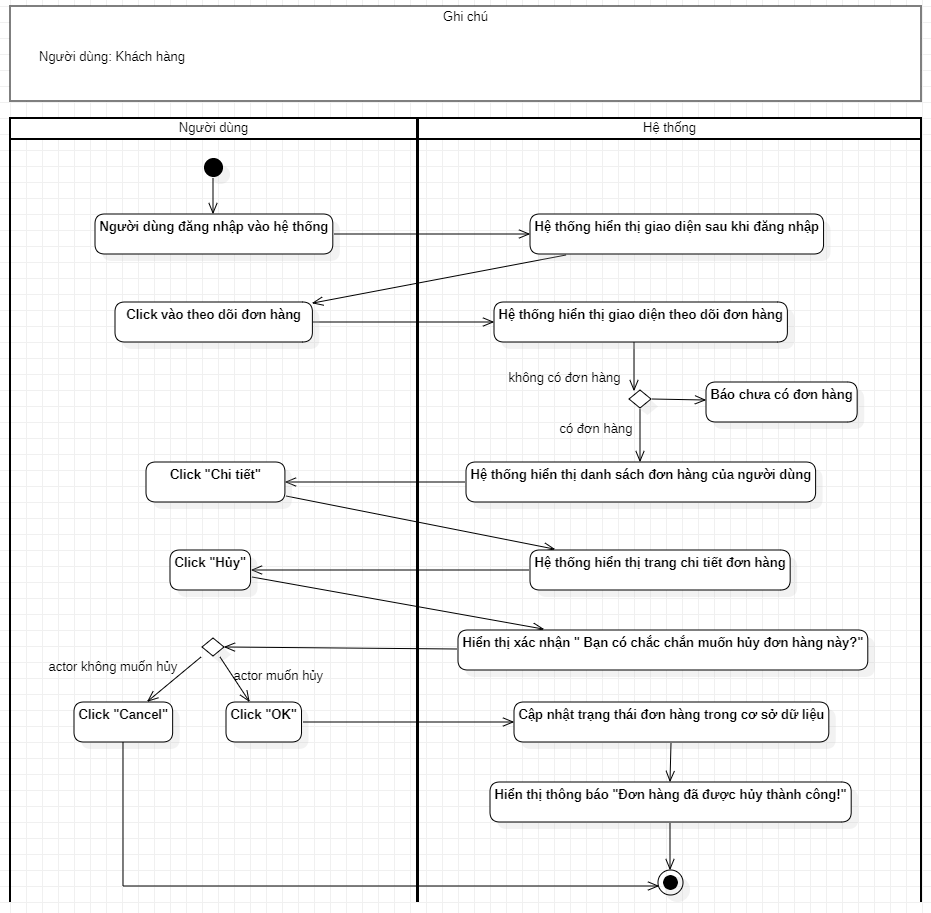 Ghi chú
Người dùng: Khách hàng
Người dùng
Hệ thống
Người dùng đăng nhập vào hệ thống
Hệ thống hiển thị giao diện sau khi đăng nhập
Click vào theo dõi đơn hàng
Hệ thống hiển thị giao diện theo dõi đơn hàng
không có đơn hàng
Báo chưa có đơn hàng
có đơn hàng
Click "Chi tiết"
Hệ thống hiển thị danh sách đơn hàng của người dùng
Click "Hủy"
Hệ thống hiển thị trang chi tiết đơn hàng
Hiển thị xác nhận " Bạn có chắc chắn muốn hủy đơn hàng này?"
actor không muốn hủy
actor muốn hủy
Click "Cancel"
Click "OK"
Cập nhật trạng thái đơn hàng trong cơ sở dữ liệu
Hiển thị thông báo "Đơn hàng đã được hủy thành công!"